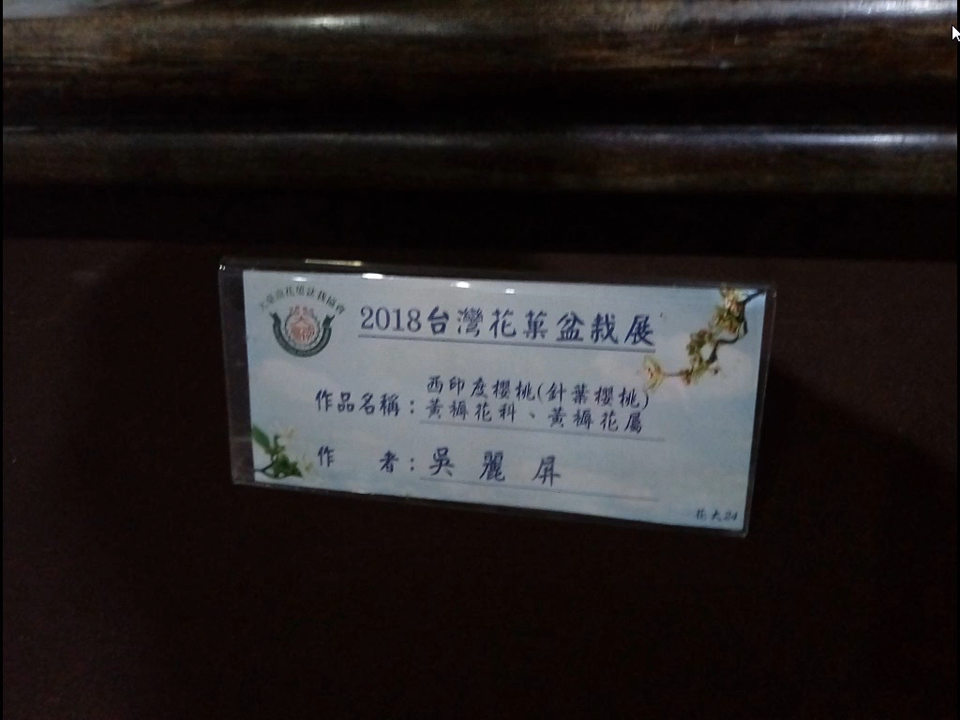 2018台灣花菓盆栽展
作品名稱：
西印度櫻桃(針葉櫻桃)
黃褥花科、黃褥花屬
作　　者：吳麗屏
花大24